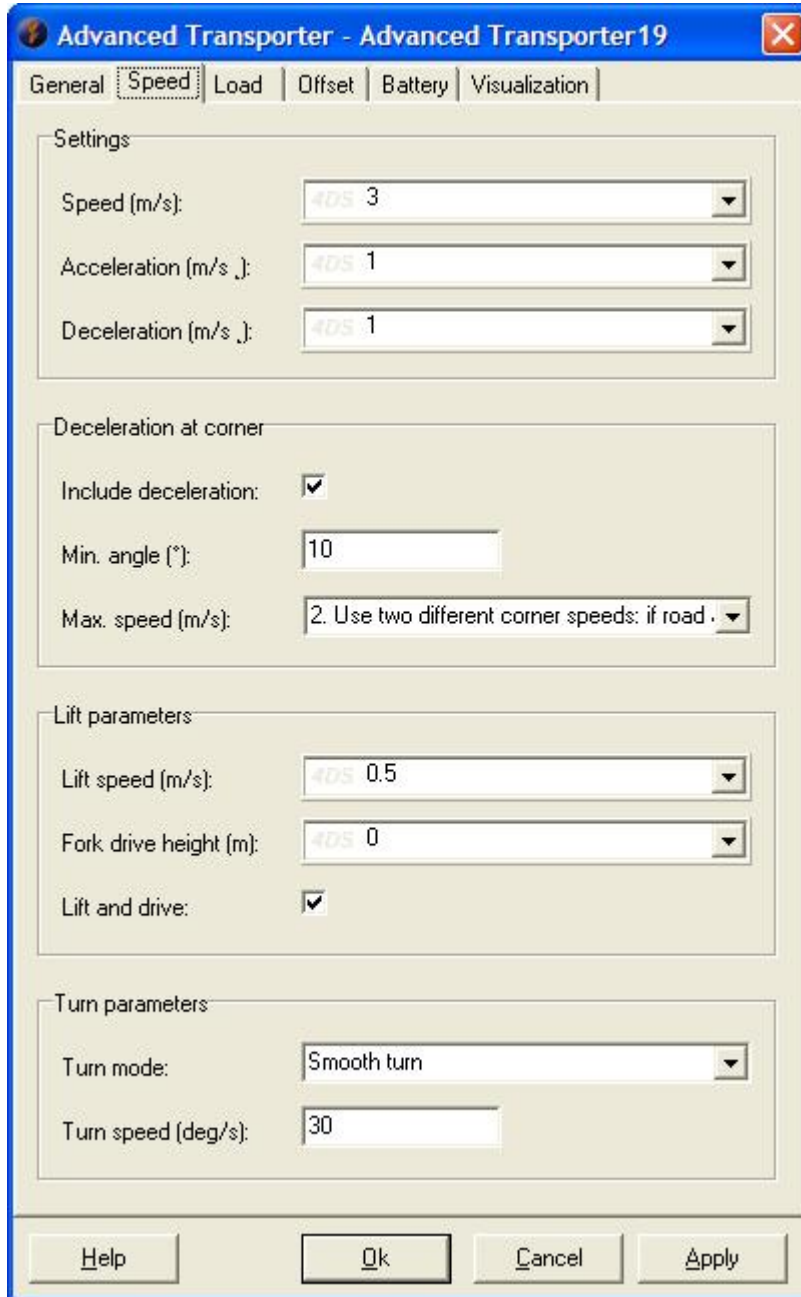 Advanced Transporter - Advanced Transporter19
General Speed Load Offset Battery Visualization
Settings
Speed (m/s): 4DS 3
Acceleration (m/s ˛): 4DS 1
Deceleration (m/s ˛): 4DS 1
Deceleration at corner
Include deceleration:
Min. angle (°): 10
Max. speed (m/s): 2. Use two different corner speeds: if road
Lift parameters
Lift speed (m/s): 4DS 0.5
Fork drive height (m): 4DS 0
Lift and drive:
Turn parameters
Turn mode: Smooth turn
Turn speed (deg/s): 30
Help Ok Cancel Apply